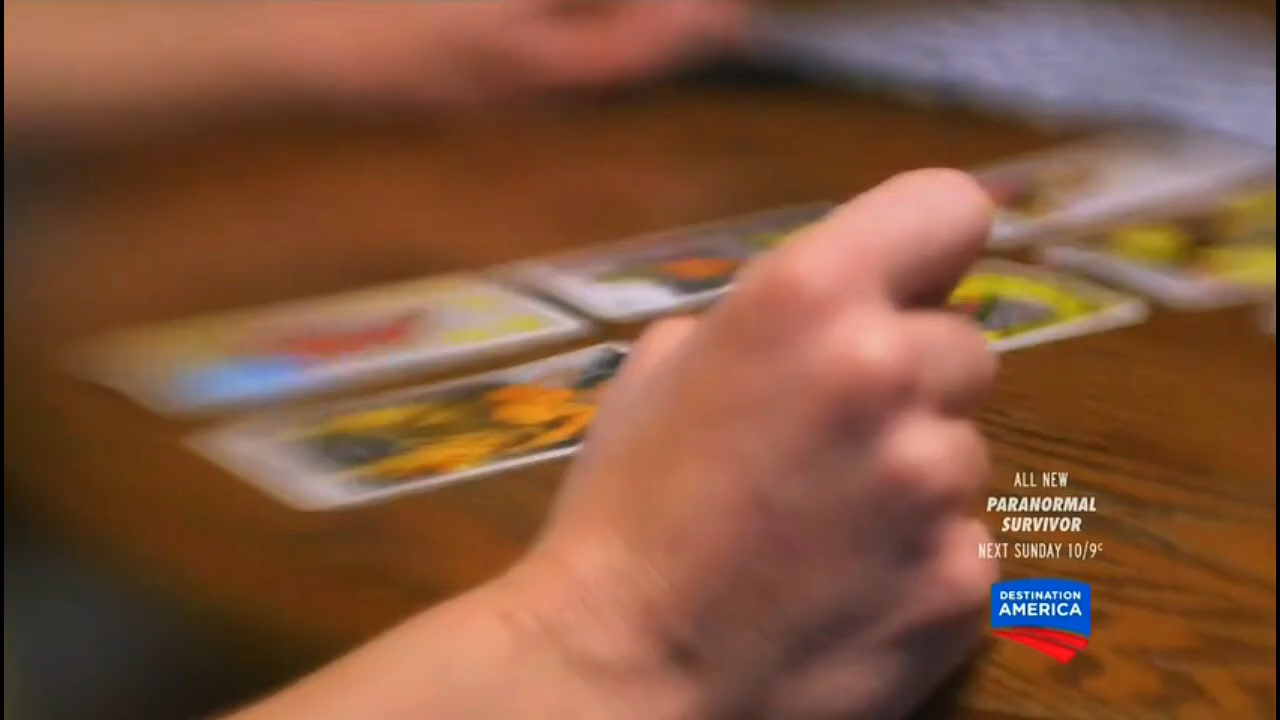 ALL NEW
PARANORMAL
SURVIVOR
NEXT SUNDAY 10/9c
DESTINATION
AMERICA